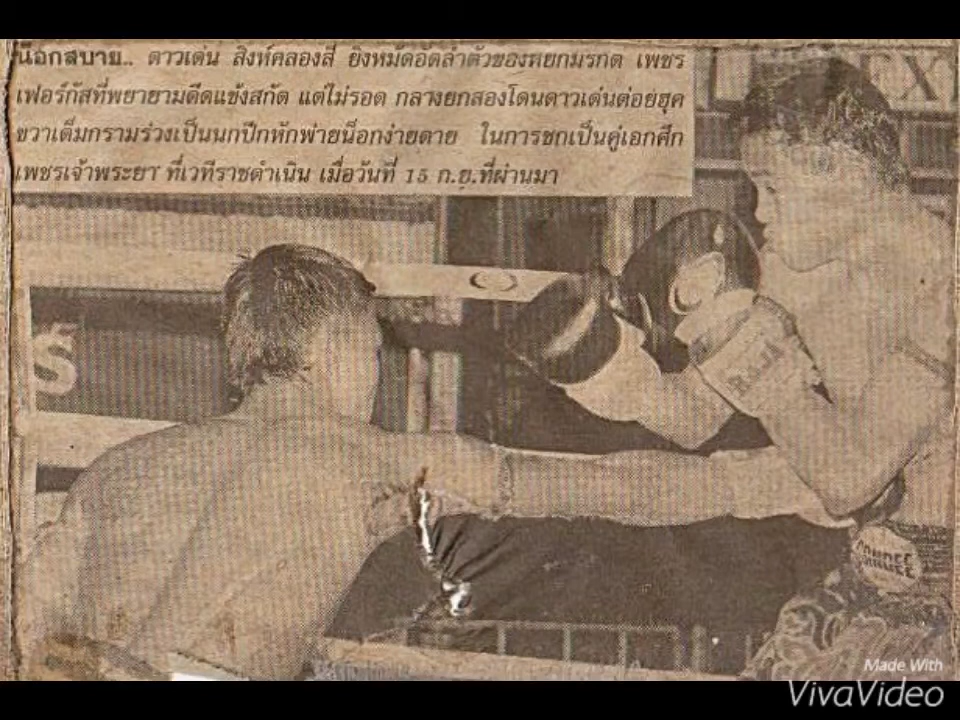 น็อกสบาย.. ดาวเด่น สิงห์คลองสี่ ยิงหมัดอัดลำตัวของหยกมรกต เพชร
เฟอร์กัสที่พยายามดีดแข้งสกัด แต่ไม่รอด กลางยกสองโดนดาวเด่นต่อยฮุค
ขวาเต็มกรามร่วงเป็นนกปีกหักพ่ายน็อกง่ายดาย ในการชกเป็นคู่เอกศึก
เพชรเจ้าพระยา ที่เวทีราชดำเนิน เมื่อวันที่ 15 ก.ย.ที่ผ่านมา
EX
S
RAJA
Made With
VivaVideo